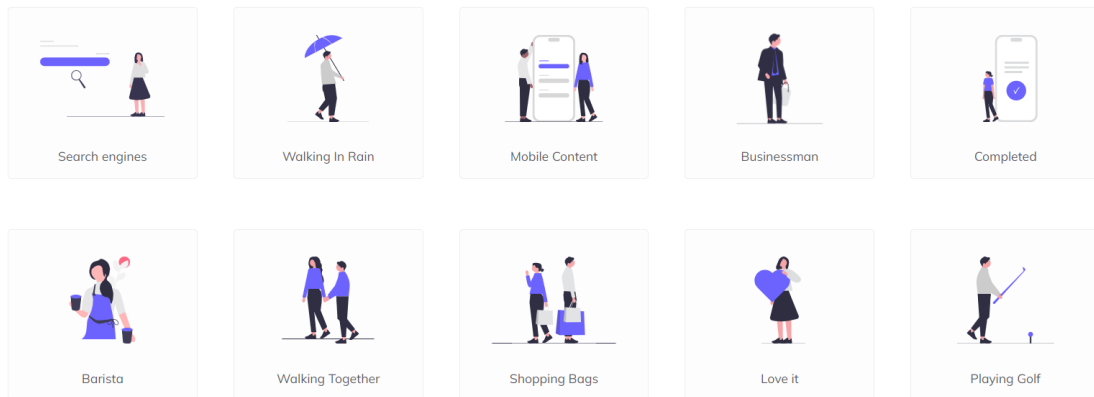 Search engines
Walking In Rain
Mobile Content
Businessman
Completed
Barista
Walking Together
Shopping Bags
Love it
Playing Golf